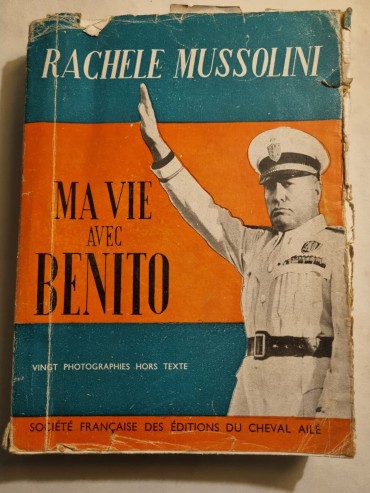 RACHELE MUSSOLINI
MA VIE
AVEC
BENITO
VINGT PHOTOGRAPHIES HORS TEXTE
SOCIÉTÉ FRANÇAISE DES ÉDITIONS DU CHEVAL AILÉ